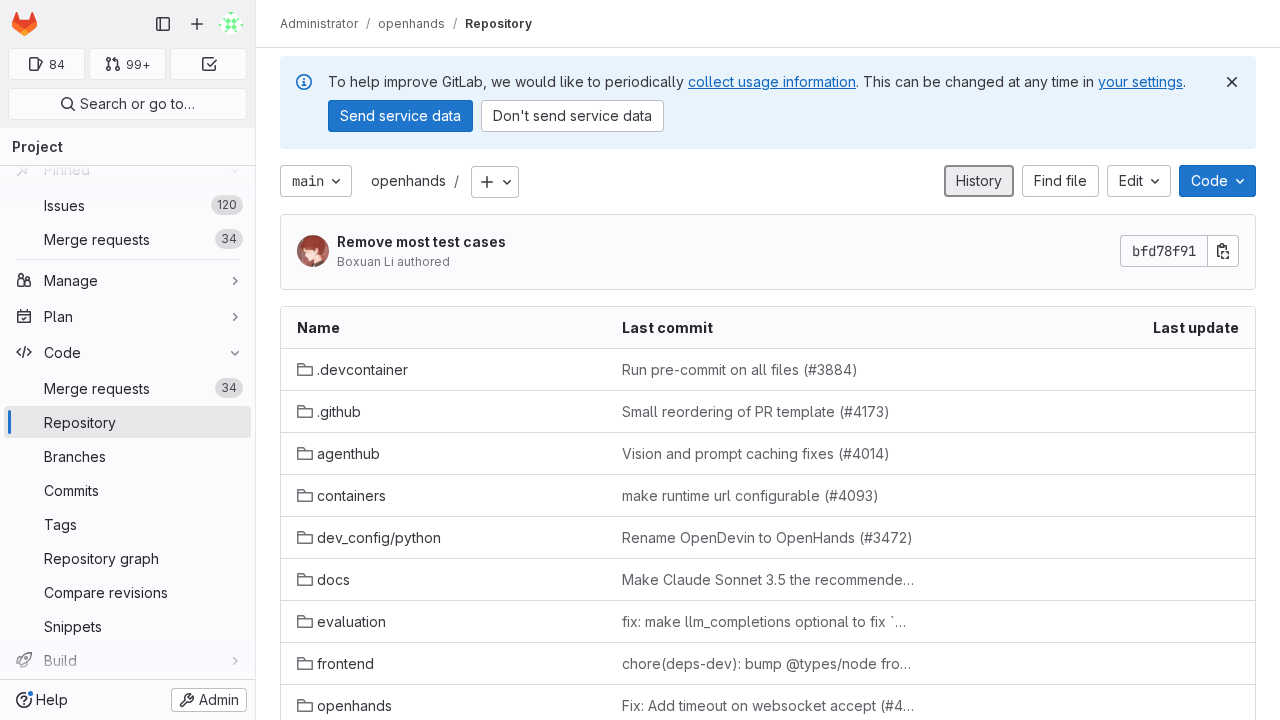 Administrator / openhands / Repository
84
99+
Search or go to…
Project
Pinned
Issues 120
Merge requests 34
Manage
Plan
Code
Merge requests 34
Repository
Branches
Commits
Tags
Repository graph
Compare revisions
Snippets
Build
Help
Admin
To help improve GitLab, we would like to periodically collect usage information. This can be changed at any time in your settings.
Send service data
Don't send service data
main
openhands /
History
Find file
Edit
Code
Remove most test cases
Boxuan Li authored
bfd78f91
Name Last commit Last update
.devcontainer Run pre-commit on all files (#3884)
.github Small reordering of PR template (#4173)
agenthub Vision and prompt caching fixes (#4014)
containers make runtime url configurable (#4093)
dev_config/python Rename OpenDevin to OpenHands (#3472)
docs Make Claude Sonnet 3.5 the recommende…
evaluation fix: make llm_completions optional to fix `…
frontend chore(deps-dev): bump @types/node fro…
openhands Fix: Add timeout on websocket accept (#4…